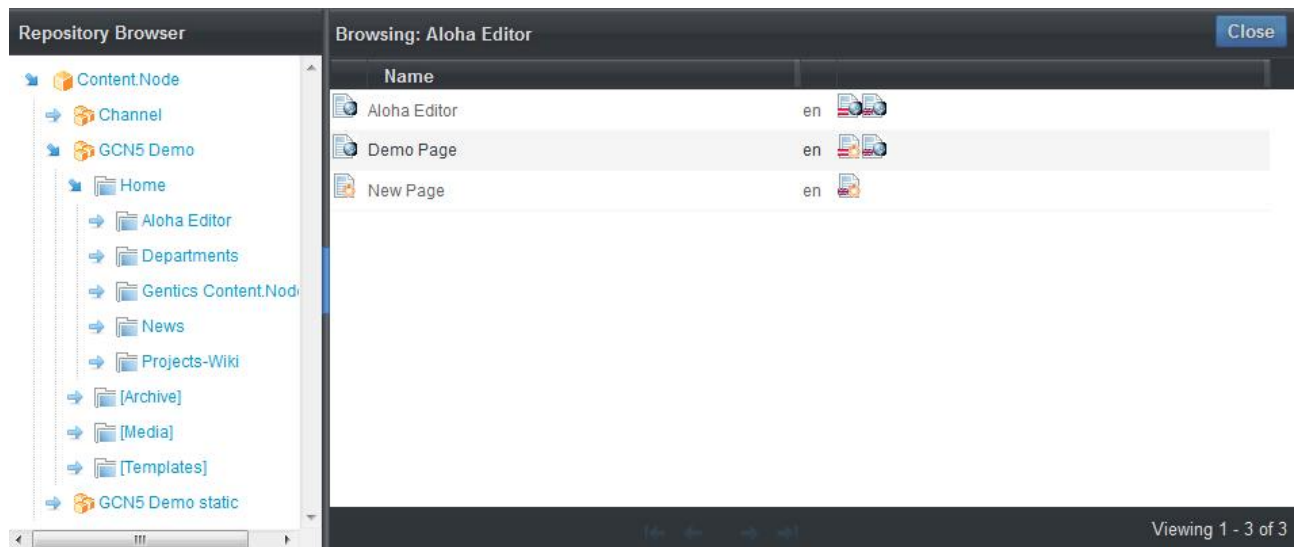 Repository Browser
Content.Node
Channel
GCN5 Demo
Home
Aloha Editor
Departments
Gentics Content.Node
News
Projects-Wiki
[Archive]
[Media]
[Templates]
GCN5 Demo static
Browsing: Aloha Editor
Close
Name
Aloha Editor en
Demo Page en
New Page en
Viewing 1 - 3 of 3